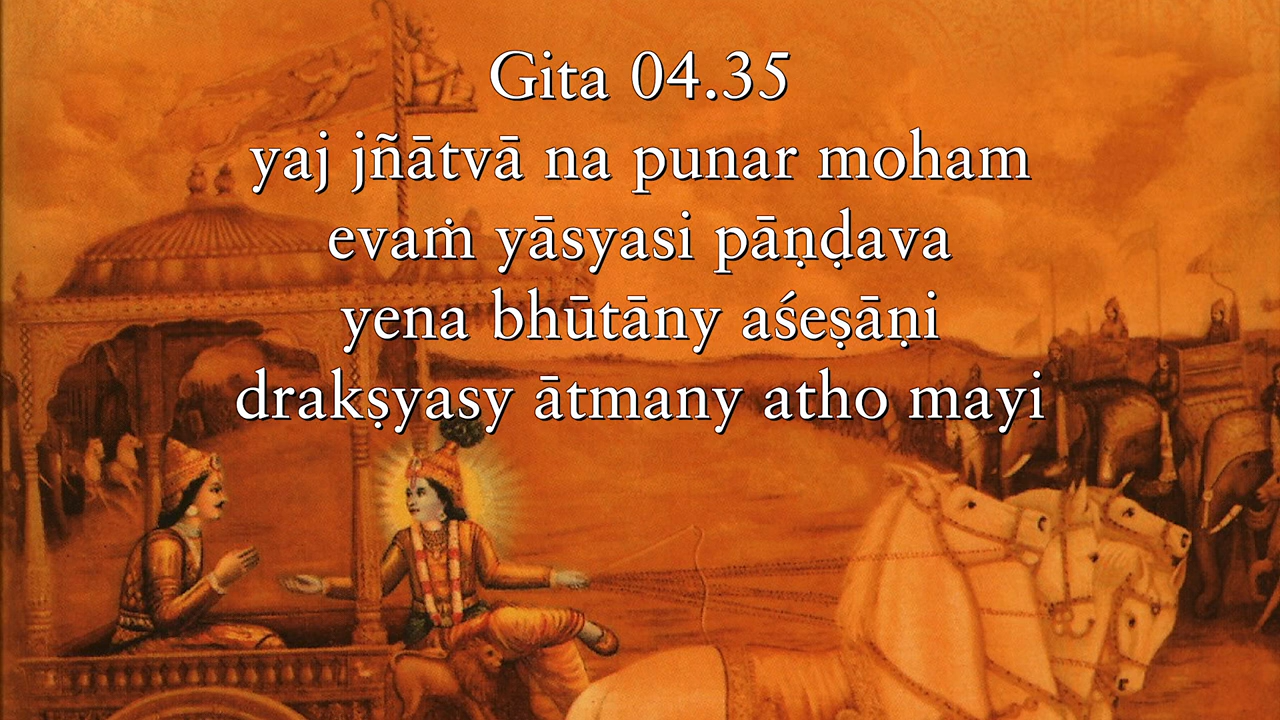 Gita 04.35
yaj jñātvā na punar moham
evaṁ yāsyasi pāṇḍava
yena bhūtāny aśeṣāṇi
drakṣyasy ātmany atho mayi